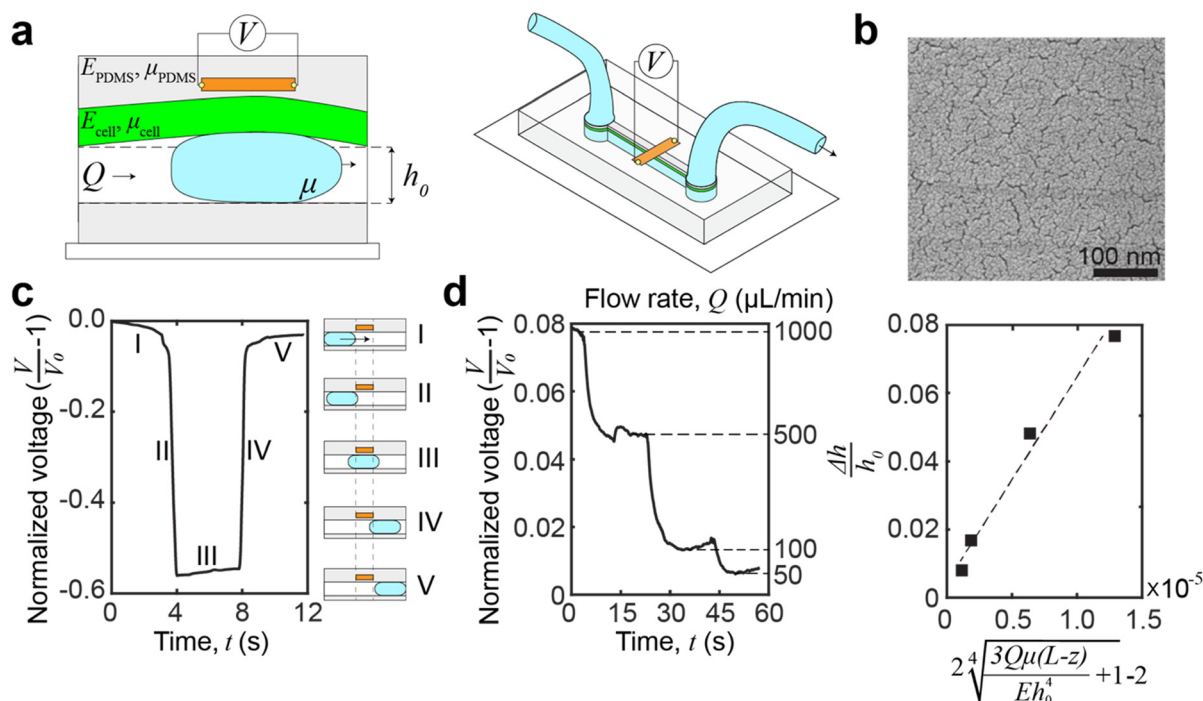 a
V
E_PDMS, μ_PDMS
E_cell, μ_cell
Q →
μ
h_0
V
b
100 nm
c
Normalized voltage (V/V_o -1)
0.0
-0.2
-0.4
-0.6
I
II
III
IV
V
0 4 8 12
Time, t (s)
I
II
III
IV
V
d
Flow rate, Q (μL/min)
Normalized voltage (V/V_o -1)
0.08
0.06
0.04
0.02
0
1000
500
100
50
0 15 30 45 60
Time, t (s)
Δh/h_0
0.08
0.06
0.04
0.02
0
0 0.5 1.0 1.5
×10^-5
2 ∜(3Qμ(L-z)/Eh_0^4 +1) -2